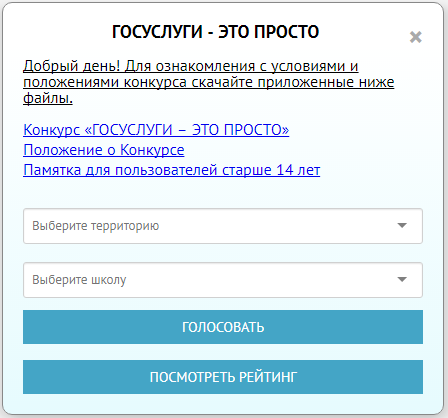 ГОСУСЛУГИ - ЭТО ПРОСТО
Добрый день! Для ознакомления с условиями и
положениями конкурса скачайте приложенные ниже
файлы.
Конкурс «ГОСУСЛУГИ – ЭТО ПРОСТО»
Положение о Конкурсе
Памятка для пользователей старше 14 лет
Выберите территорию
Выберите школу
ГОЛОСОВАТЬ
ПОСМОТРЕТЬ РЕЙТИНГ